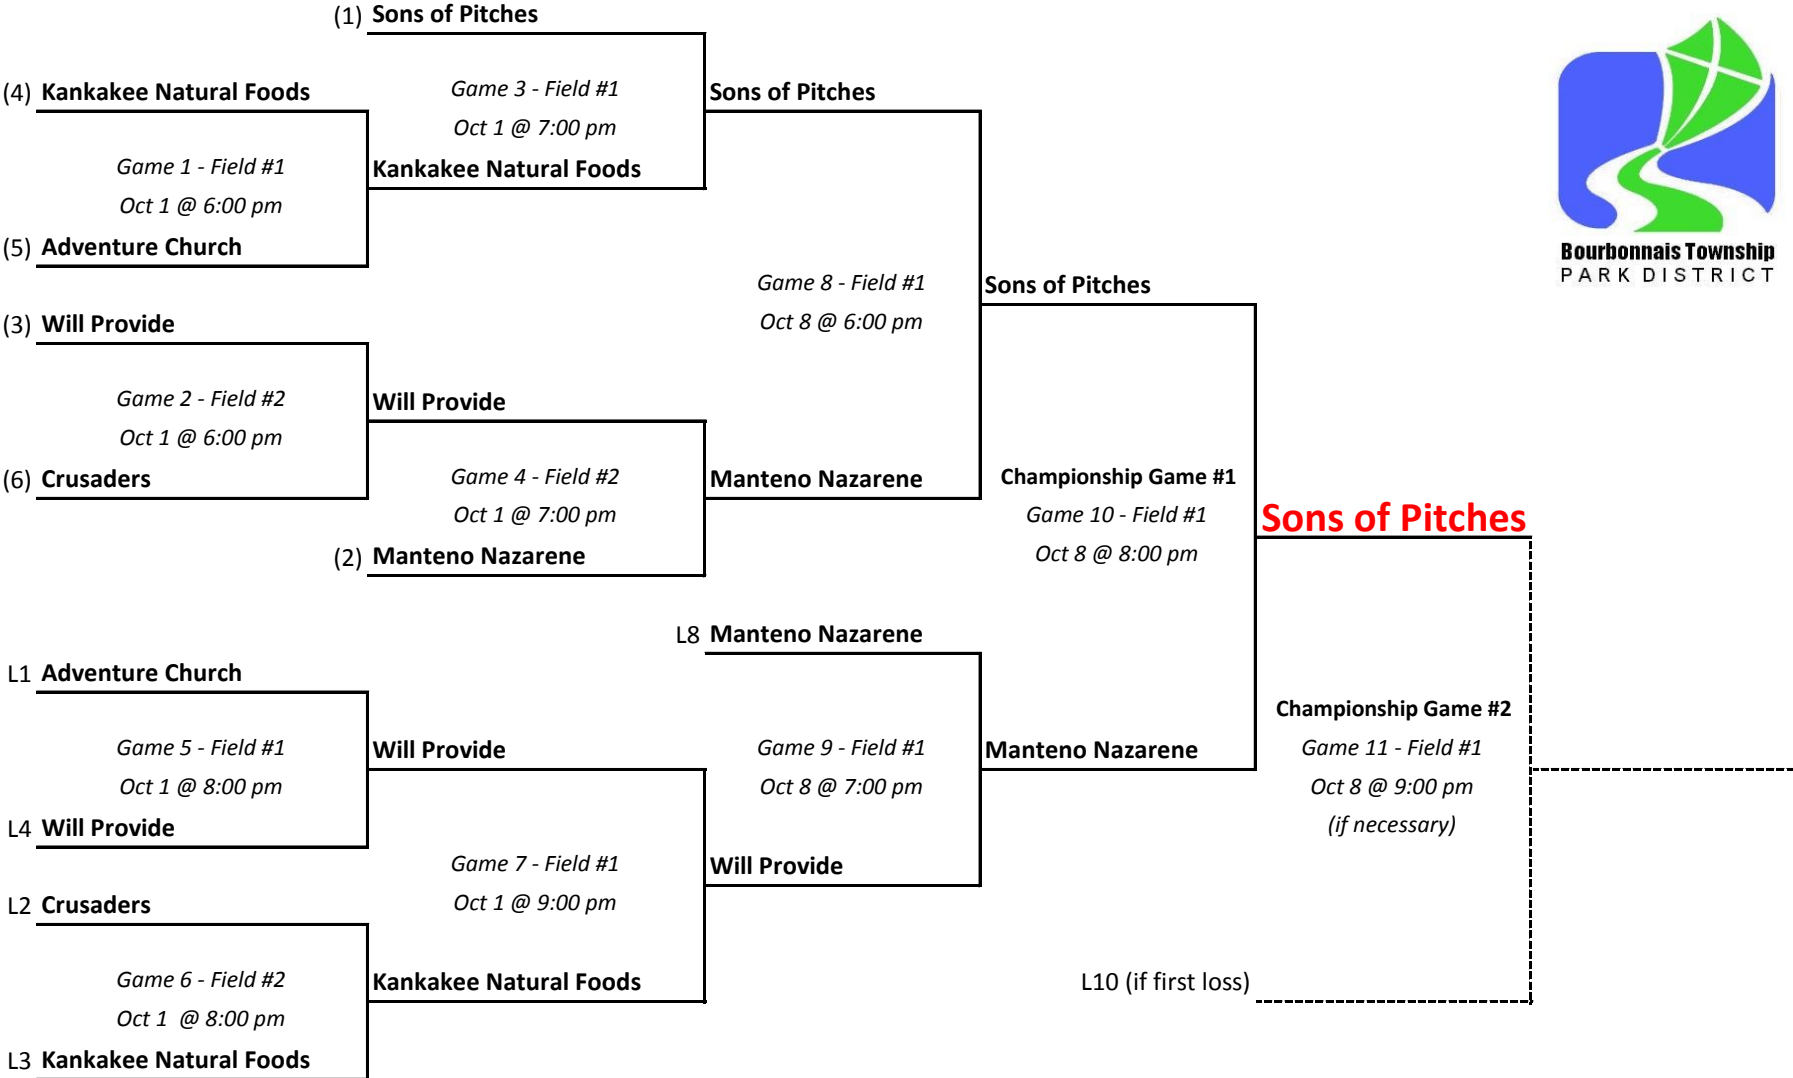 (1) Sons of Pitches
(4) Kankakee Natural Foods
Game 3 - Field #1
Oct 1 @ 7:00 pm
Sons of Pitches
Game 1 - Field #1
Oct 1 @ 6:00 pm
Kankakee Natural Foods
(5) Adventure Church
Bourbonnais Township
PARK DISTRICT
Game 8 - Field #1
Oct 8 @ 6:00 pm
Sons of Pitches
(3) Will Provide
Game 2 - Field #2
Oct 1 @ 6:00 pm
Will Provide
(6) Crusaders
Game 4 - Field #2
Oct 1 @ 7:00 pm
Manteno Nazarene
(2) Manteno Nazarene
Championship Game #1
Game 10 - Field #1
Oct 8 @ 8:00 pm
Sons of Pitches
L8 Manteno Nazarene
L1 Adventure Church
Game 5 - Field #1
Oct 1 @ 8:00 pm
Will Provide
Game 9 - Field #1
Oct 8 @ 7:00 pm
Manteno Nazarene
Championship Game #2
Game 11 - Field #1
Oct 8 @ 9:00 pm
(if necessary)
L4 Will Provide
Game 7 - Field #1
Oct 1 @ 9:00 pm
Will Provide
L2 Crusaders
Game 6 - Field #2
Oct 1 @ 8:00 pm
Kankakee Natural Foods
L10 (if first loss)
L3 Kankakee Natural Foods